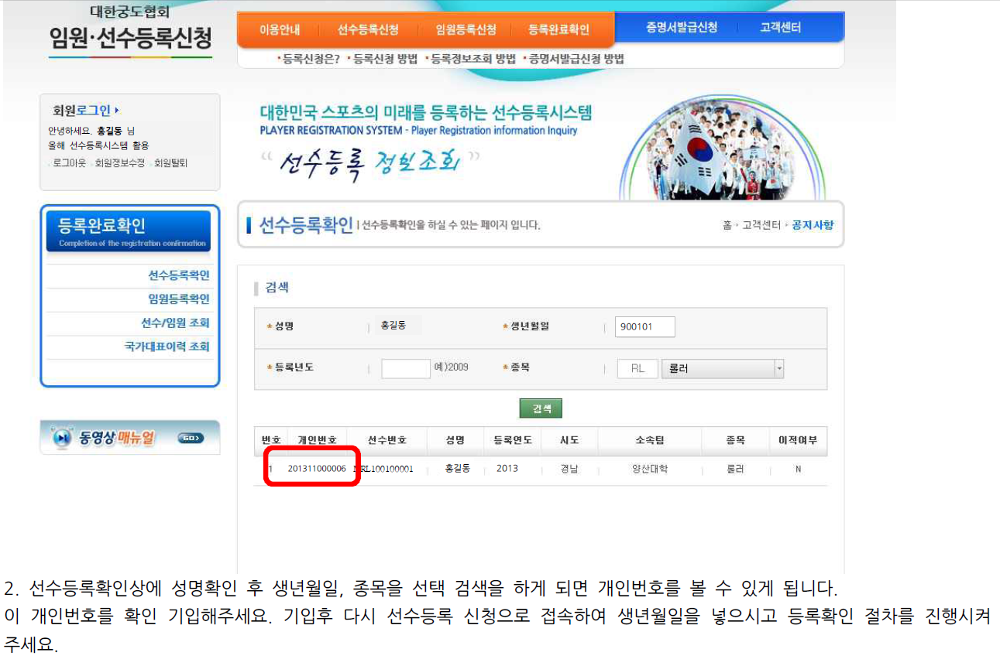 대한궁도협회
임원·선수등록신청
이용안내 선수등록신청 임원등록신청 등록완료확인 증명서발급신청 고객센터
·등록신청은? ·등록신청 방법 ·등록정보조회 방법 ·증명서발급신청 방법
회원로그인
안녕하세요. 홍길동 님
올해 선수등록시스템 활용
로그아웃 회원정보수정 회원탈퇴
대한민국 스포츠의 미래를 등록하는 선수등록시스템
PLAYER REGISTRATION SYSTEM - Player Registration information Inquiry
“ 선수등록 정보조회 ”
등록완료확인
Completion of the registration confirmation
선수등록확인
임원등록확인
선수/임원 조회
국가대표이력 조회
동영상 매뉴얼 GO>
선수등록확인 | 선수등록확인을 하실 수 있는 페이지 입니다.
홈 > 고객센터 > 공지사항
검색
*성명 | 홍길동 *생년월일 | 900101
*등록년도 | 예)2009 *종목 | RL 롤러
검색
번호 개인번호 선수번호 성명 등록연도 시도 소속팀 종목 이적여부
1 201311000006 MRL100100001 홍길동 2013 경남 양산대학 롤러 N
2. 선수등록확인상에 성명확인 후 생년월일, 종목을 선택 검색을 하게 되면 개인번호를 볼 수 있게 됩니다.
이 개인번호를 확인 기입해주세요. 기입후 다시 선수등록 신청으로 접속하여 생년월일을 넣으시고 등록확인 절차를 진행시켜
주세요.